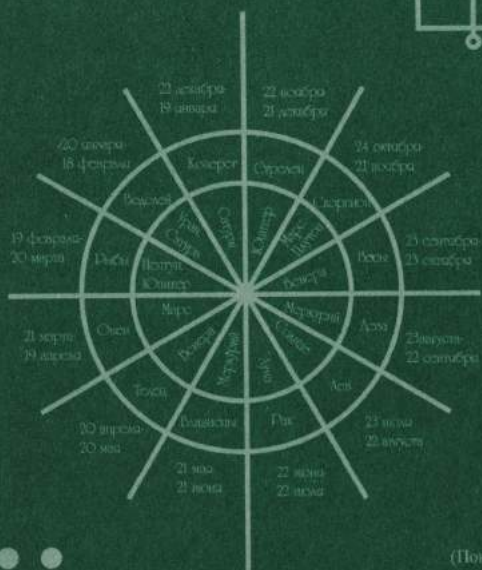 22 декабря-
19 января
22 ноября-
21 декабря
20 января-
18 февраля
24 октября-
21 ноября
Козерог
Стрелец
Водолей
Скорпион
19 февраля-
20 марта
Рыбы
Уран
Сатурн
Сатурн
Юпитер
Марс
Плутон
Весы
23 сентября-
23 октября
Нептун
Юпитер
Венера
21 марта-
19 апреля
Овен
Марс
Меркурий
Дева
23августа-
22 сентября
Венера
Меркурий
Луна
Солнце
Телец
Лев
20 апреля-
20 мая
Близнецы
Рак
23 июля
22 августа
21 мая
21 июня
22 июня-
22 июля